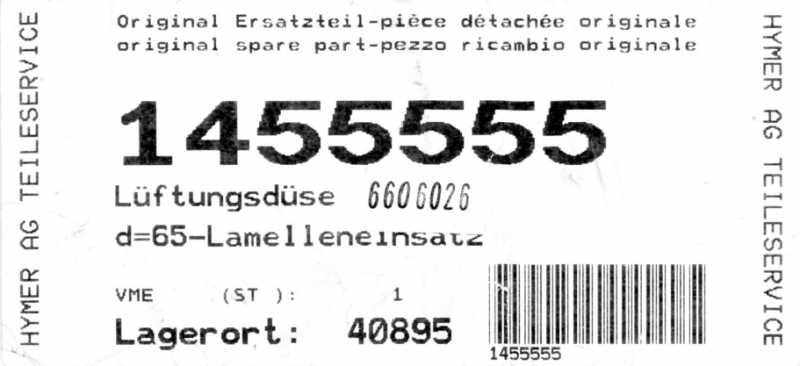 Original Ersatzteil-pièce détachée originale
original spare part-pezzo ricambio originale
HYMER AG TEILESERVICE
1455555
Lüftungsdüse 6606026
d=65-Lamelleneinsatz
VME (ST ): 1
Lagerort: 40895
1455555
HYMER AG TEILESERVICE